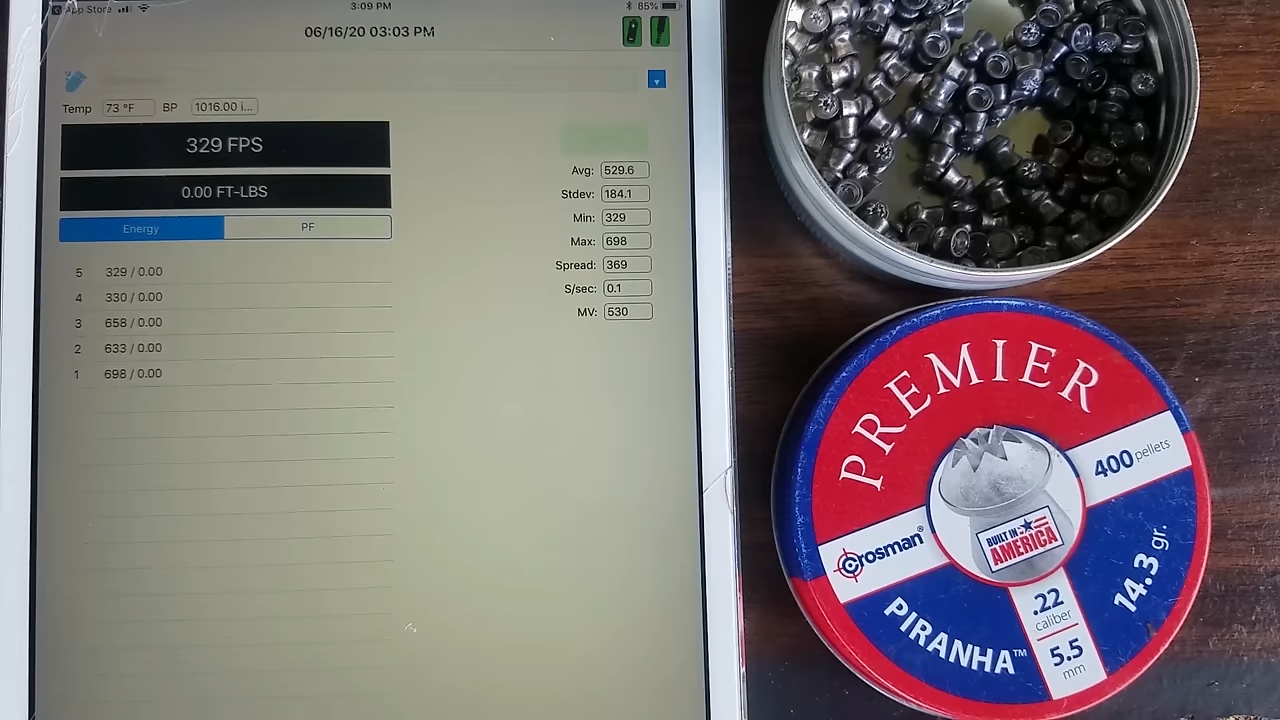 App Store
3:09 PM
85%
06/16/20 03:03 PM
Temp 73 °F BP 1016.00 i...
329 FPS
0.00 FT-LBS
Energy PF
5 329 / 0.00
4 330 / 0.00
3 658 / 0.00
2 633 / 0.00
1 698 / 0.00
Avg: 529.6
Stdev: 184.1
Min: 329
Max: 698
Spread: 369
S/sec: 0.1
MV: 530
PREMIER
400 pellets
Crosman®
BUILT IN
AMERICA
PIRANHA™
.22
caliber
5.5
mm
14.3 gr.